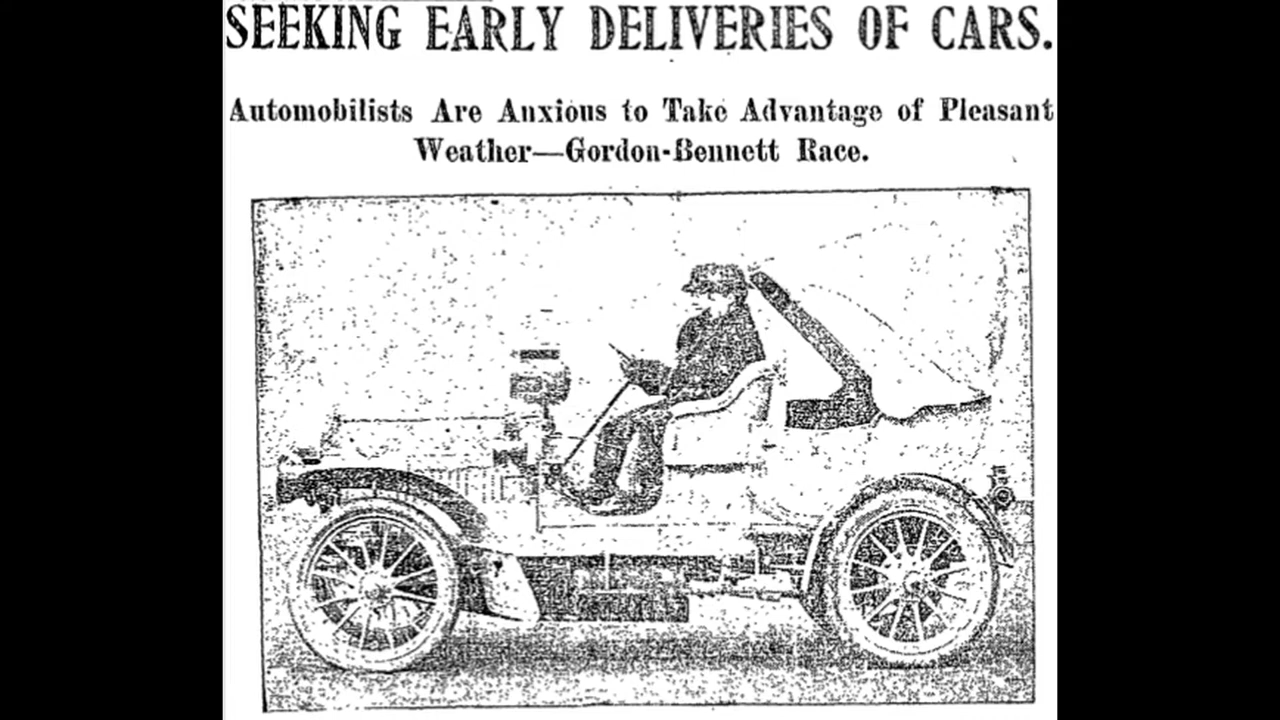 SEEKING EARLY DELIVERIES OF CARS.
Automobilists Are Anxious to Take Advantage of Pleasant
Weather—Gordon-Bennett Race.